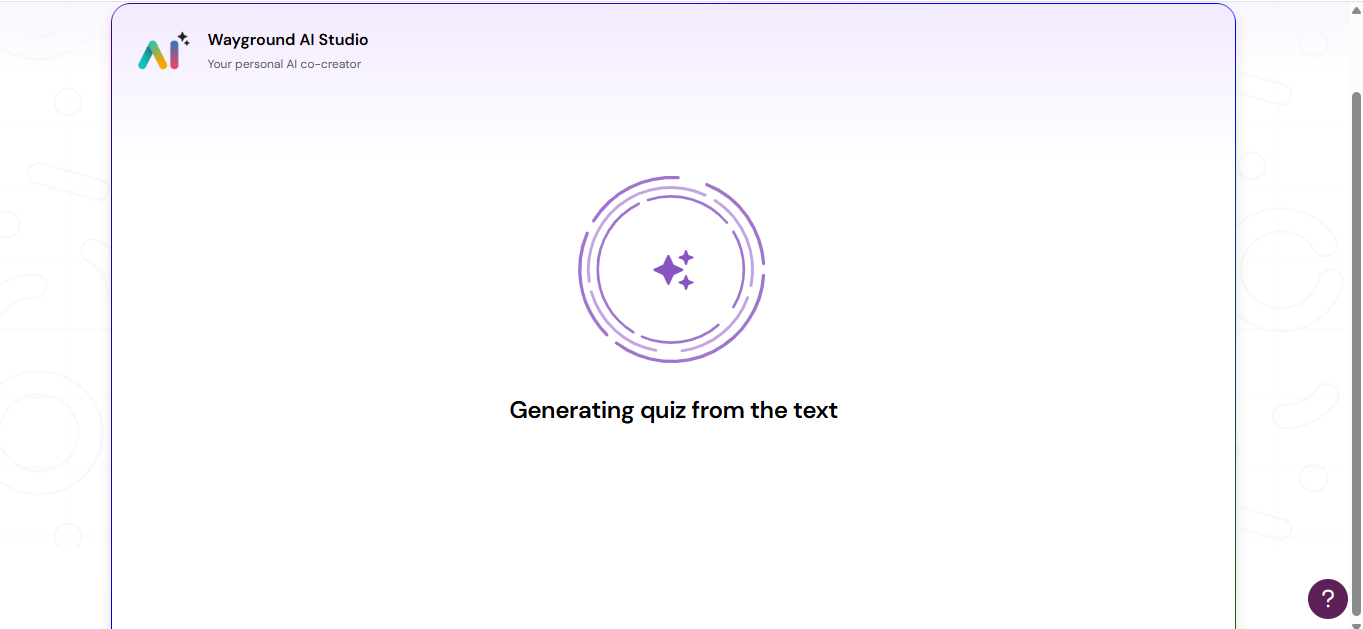 AI
Wayground AI Studio
Your personal AI co-creator
Generating quiz from the text
?